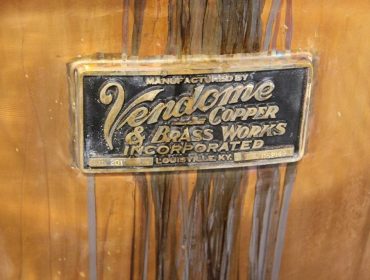 MANUFACTURED BY
Vendome
COPPER
& BRASS WORKS
INCORPORATED
LOUISVILLE, KY.